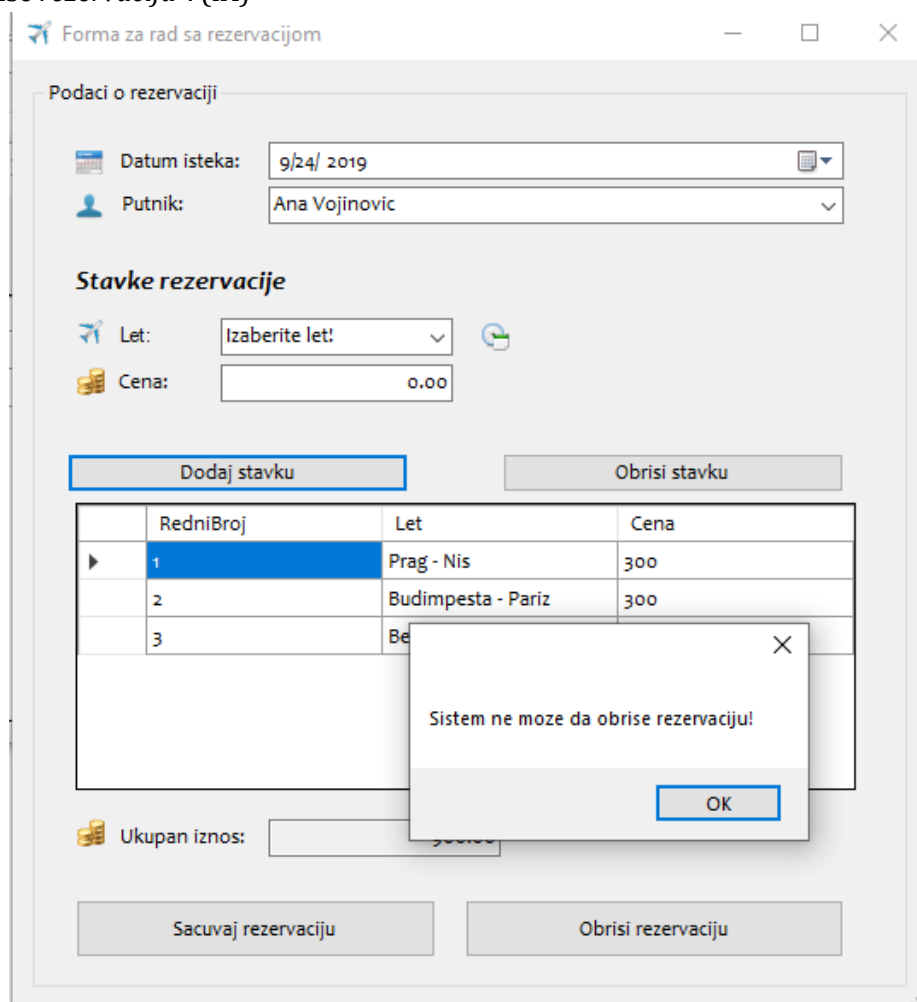 Forma za rad sa rezervacijom
Podaci o rezervaciji
Datum isteka: 9/24/ 2019
Putnik: Ana Vojinovic
Stavke rezervacije
Let: Izaberite let!
Cena: 0.00
Dodaj stavku Obrisi stavku
RedniBroj Let Cena
1 Prag - Nis 300
2 Budimpesta - Pariz 300
3
Sistem ne moze da obrise rezervaciju!
OK
Ukupan iznos:
Sacuvaj rezervaciju Obrisi rezervaciju